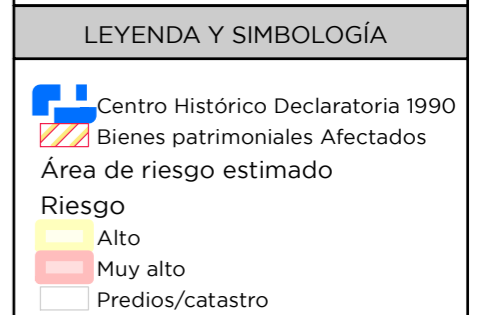 LEYENDA Y SIMBOLOGÍA
Centro Histórico Declaratoria 1990
Bienes patrimoniales Afectados
Área de riesgo estimado
Riesgo
Alto
Muy alto
Predios/catastro